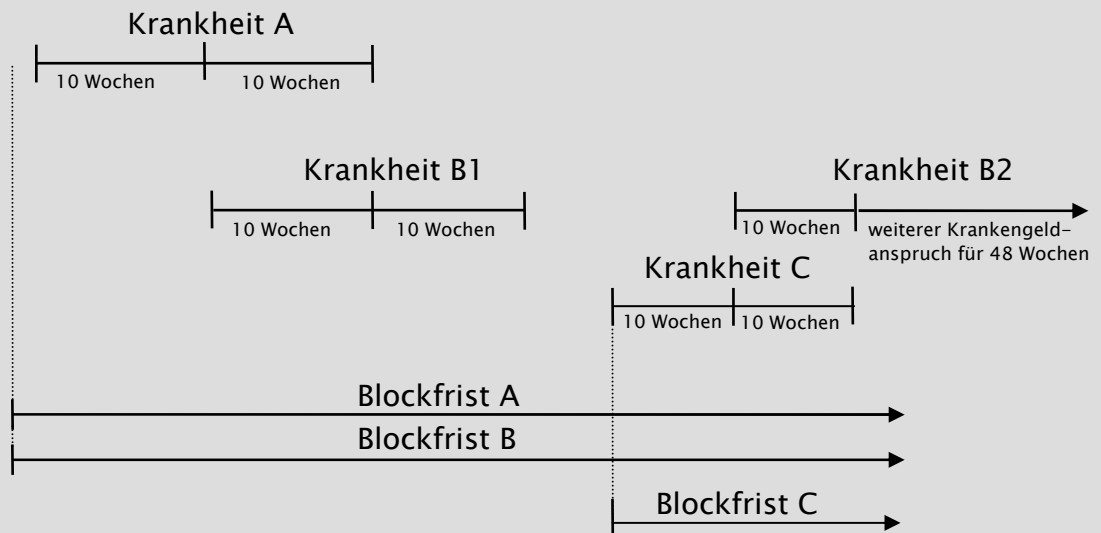 Krankheit A
10 Wochen 10 Wochen
Krankheit B1 Krankheit B2
10 Wochen 10 Wochen 10 Wochen weiterer Krankengeld-
anspruch für 48 Wochen
Krankheit C
10 Wochen 10 Wochen
Blockfrist A
Blockfrist B
Blockfrist C